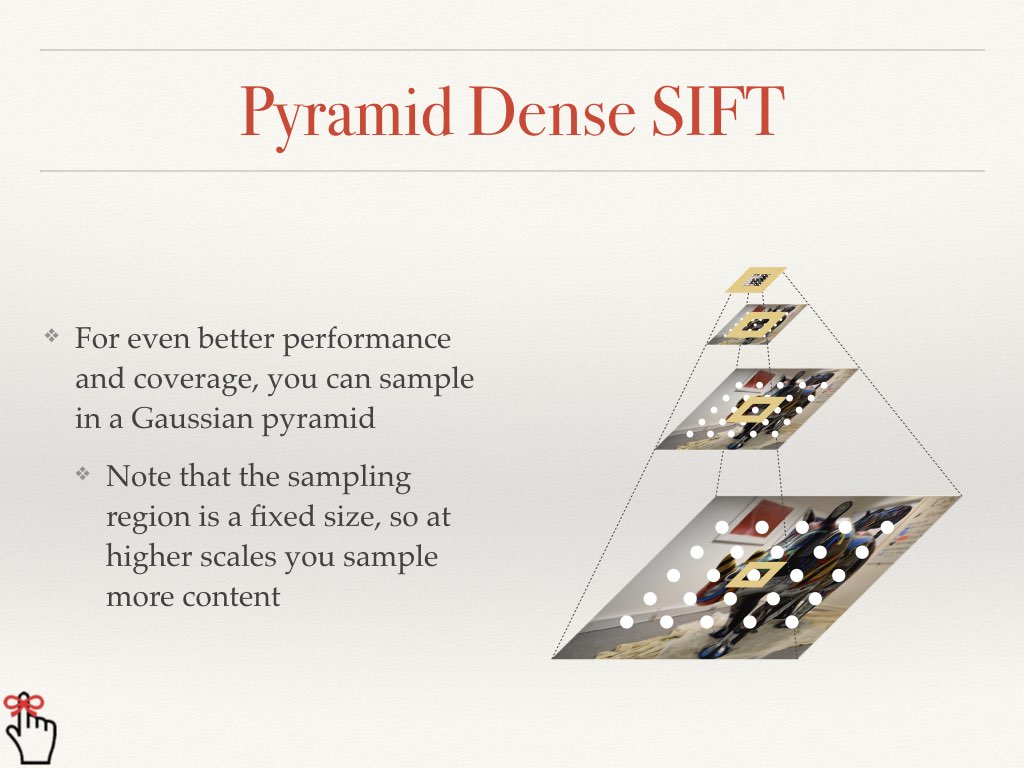 Pyramid Dense SIFT
For even better performance
and coverage, you can sample
in a Gaussian pyramid
Note that the sampling
region is a fixed size, so at
higher scales you sample
more content